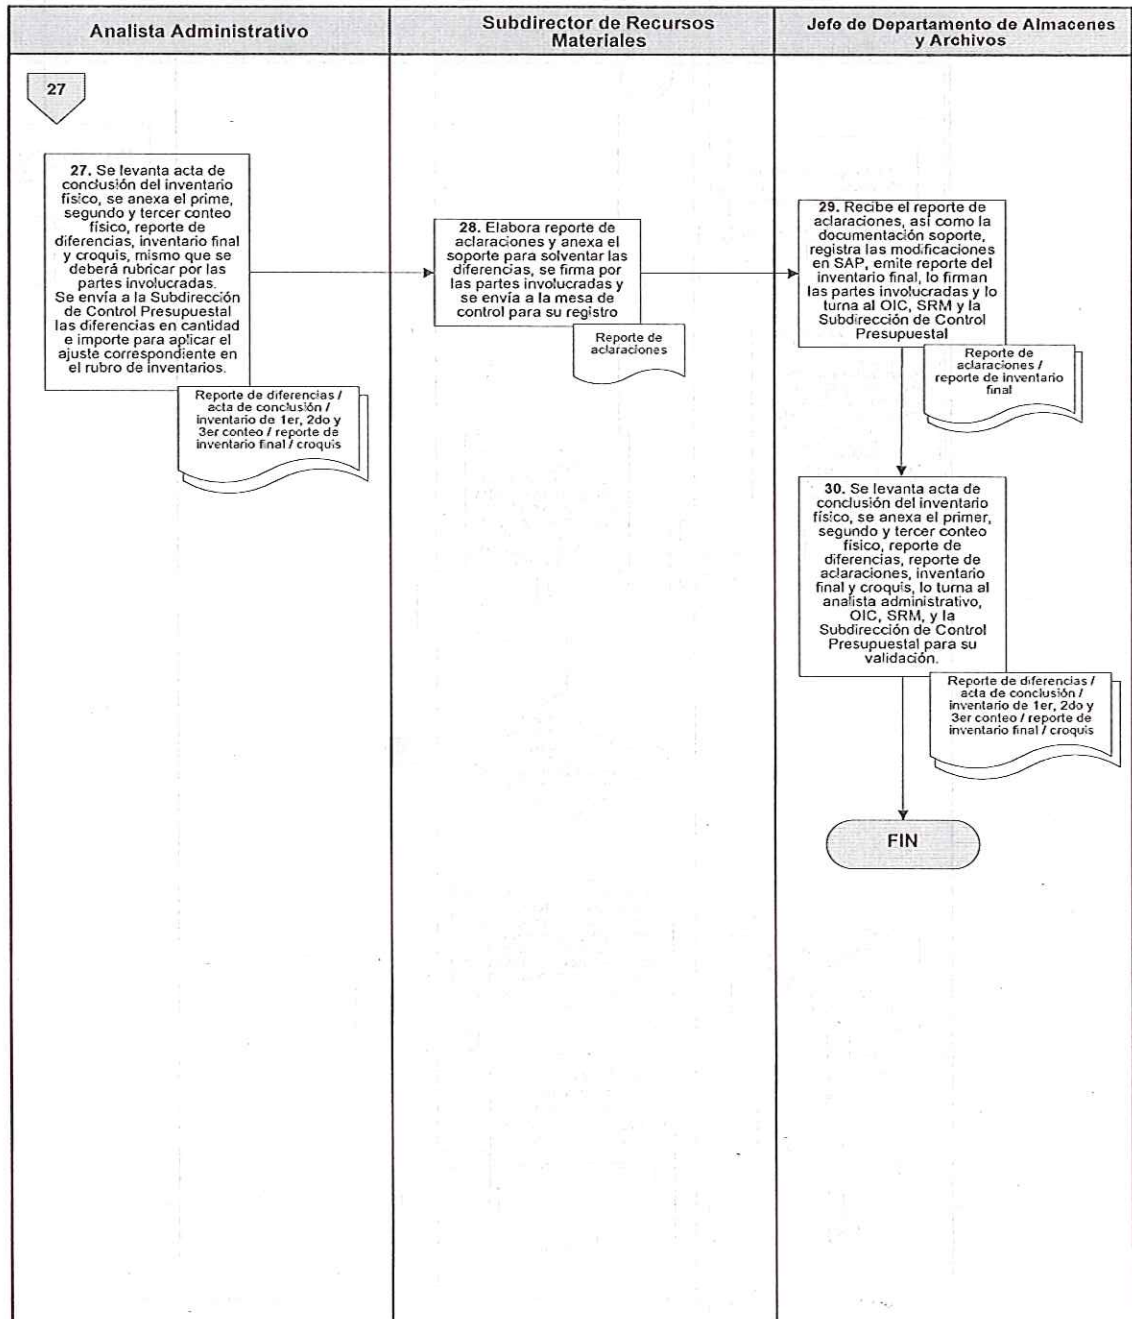 Analista Administrativo
Subdirector de Recursos
Materiales
Jefe de Departamento de Almacenes
y Archivos
27
27. Se levanta acta de
conclusión del inventario
físico, se anexa el prime,
segundo y tercer conteo
físico, reporte de
diferencias, inventario final
y croquis, mismo que se
deberá rubricar por las
partes involucradas.
Se envía a la Subdirección
de Control Presupuestal
las diferencias en cantidad
e importe para aplicar el
ajuste correspondiente en
el rubro de inventarios.
Reporte de diferencias /
acta de conclusión /
inventario de 1er, 2do y
3er conteo / reporte de
inventario final / croquis
28. Elabora reporte de
aclaraciones y anexa el
soporte para solventar las
diferencias, se firma por
las partes involucradas y
se envía a la mesa de
control para su registro
Reporte de
aclaraciones
29. Recibe el reporte de
aclaraciones, así como la
documentación soporte,
registra las modificaciones
en SAP, emite reporte del
inventario final, lo firman
las partes involucradas y lo
turna al OIC, SRM y la
Subdirección de Control
Presupuestal
Reporte de
aclaraciones /
reporte de inventario
final
30. Se levanta acta de
conclusión del inventario
físico, se anexa el primer,
segundo y tercer conteo
físico, reporte de
diferencias, reporte de
aclaraciones, inventario
final y croquis, lo turna al
analista administrativo,
OIC, SRM, y la
Subdirección de Control
Presupuestal para su
validación.
Reporte de diferencias /
acta de conclusión /
inventario de 1er, 2do y
3er conteo / reporte de
inventario final / croquis
FIN